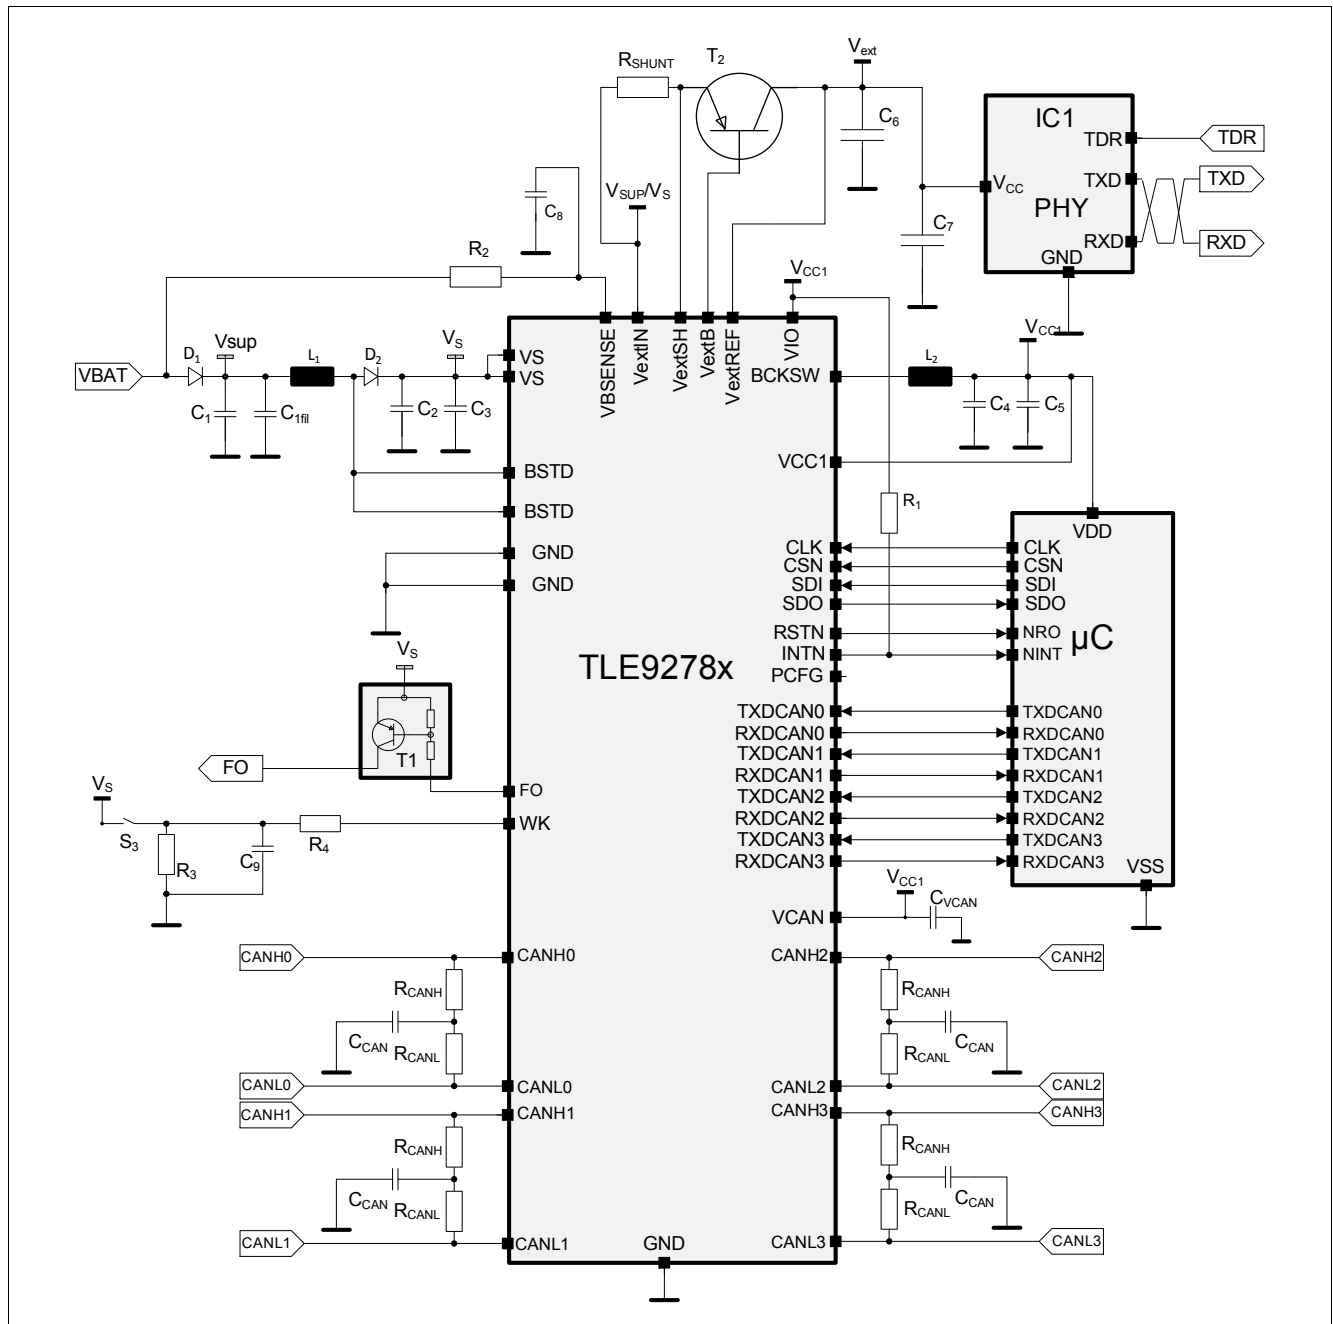 RSHUNT
T2
Vext
C6
IC1
TDR
TDR
TXD
TXD
VCC
PHY
RXD
RXD
GND
C7
C8
VSUP/VS
R2
VCC1
VBAT
D1
Vsup
L1
D2
VS
C1
C1fil
C2
C3
VS
VS
VBSENSE
VextIN
VextSH
VextB
VextREF
VIO
BCKSW
L2
VCC1
C4
C5
BSTD
BSTD
VCC1
R1
GND
GND
VDD
CLK
CSN
SDI
SDO
RSTN
INTN
PCFG
CLK
CSN
SDI
SDO
NRO
NINT
µC
TLE9278x
VS
T1
FO
FO
TXDCAN0
RXDCAN0
TXDCAN1
RXDCAN1
TXDCAN2
RXDCAN2
TXDCAN3
RXDCAN3
TXDCAN0
RXDCAN0
TXDCAN1
RXDCAN1
TXDCAN2
RXDCAN2
TXDCAN3
RXDCAN3
VSS
VS
S3
R3
C9
R4
WK
VCC1
CVCAN
VCAN
CANH0
CANH0
RCANH
CCAN
RCANL
CANL0
CANL0
CANH1
CANH1
RCANH
CCAN
RCANL
CANL1
CANL1
GND
CANH2
CANH2
RCANH
CCAN
RCANL
CANL2
CANL2
CANH3
CANH3
RCANH
CCAN
RCANL
CANL3
CANL3